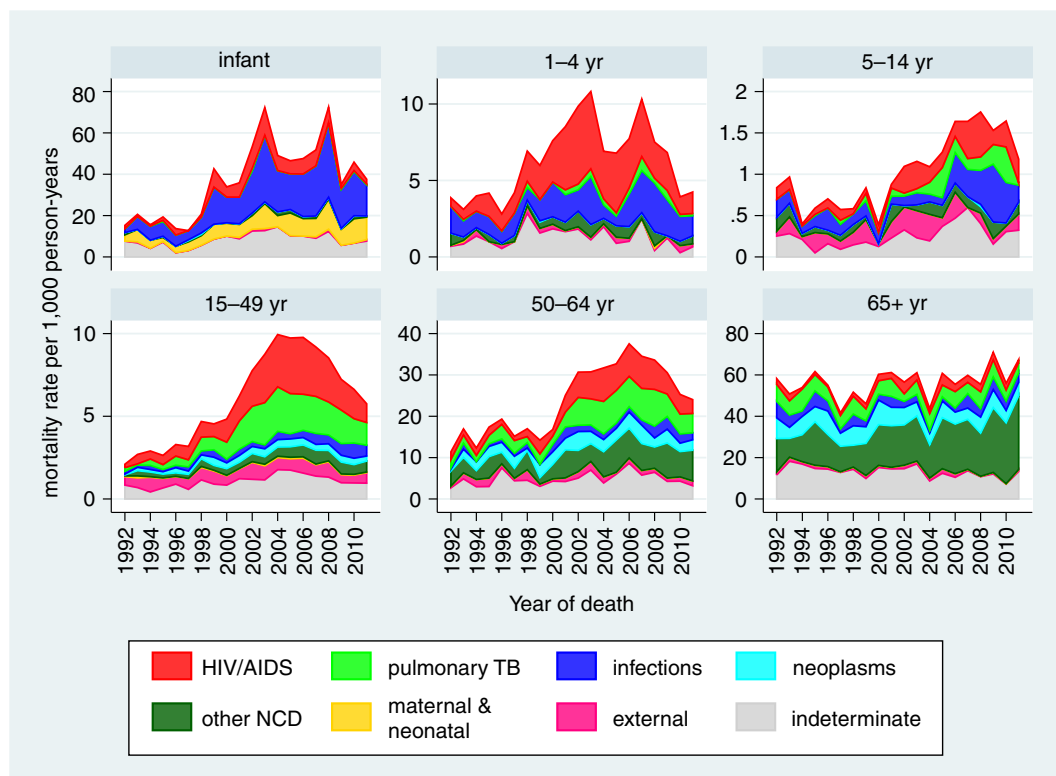 infant
1–4 yr
5–14 yr
80
60
40
20
0
10
5
0
2
1.5
1
.5
0
mortality rate per 1,000 person-years
15–49 yr
50–64 yr
65+ yr
10
5
0
40
30
20
10
0
80
60
40
20
0
1992 1994 1996 1998 2000 2002 2004 2006 2008 2010
1992 1994 1996 1998 2000 2002 2004 2006 2008 2010
1992 1994 1996 1998 2000 2002 2004 2006 2008 2010
Year of death
HIV/AIDS pulmonary TB infections neoplasms
other NCD maternal & external indeterminate
neonatal